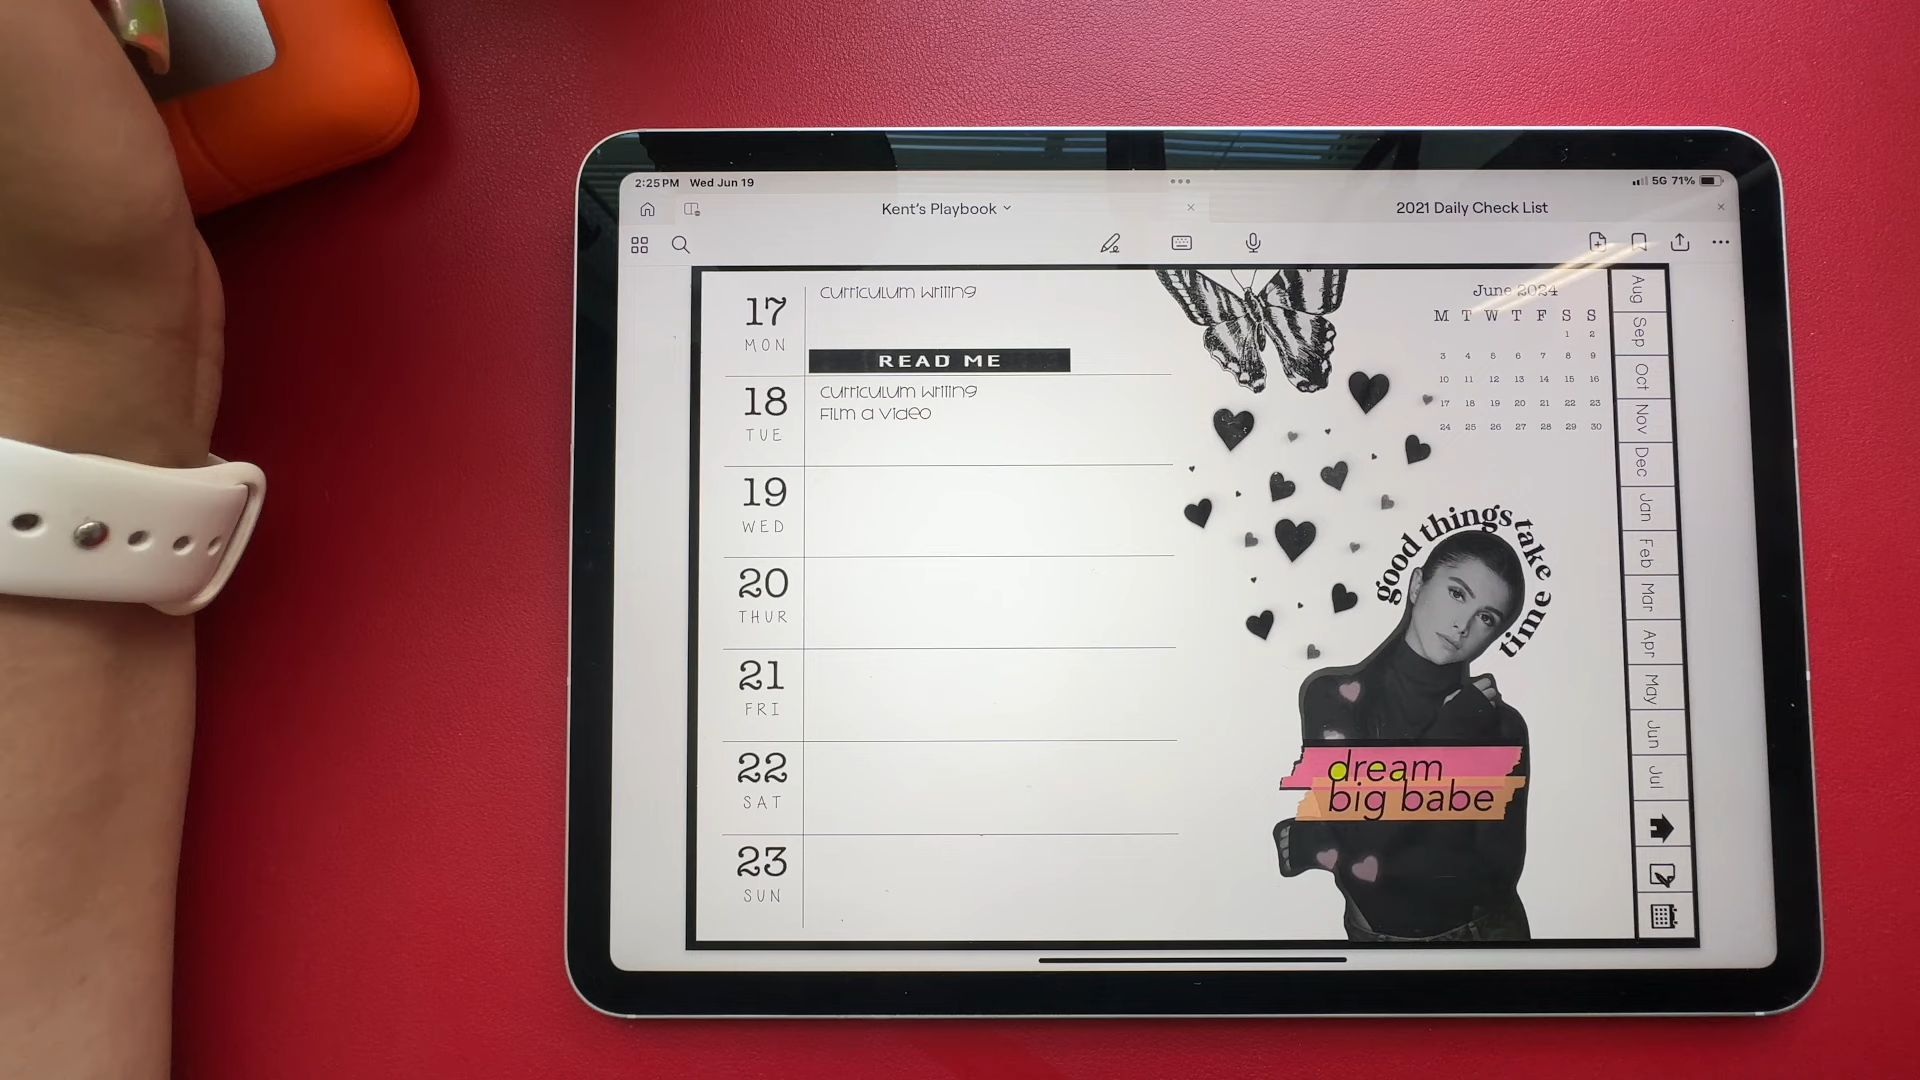 2:25 PM Wed Jun 19
5G 71%
Kent's Playbook
2021 Daily Check List
17
MON
Curriculum Writing
READ ME
18
TUE
Curriculum Writing
Film a video
19
WED
20
THUR
21
FRI
22
SAT
23
SUN
June 2024
M T W T F S S
1 2
3 4 5 6 7 8 9
10 11 12 13 14 15 16
17 18 19 20 21 22 23
24 25 26 27 28 29 30
good things take time
dream
big babe
Aug
Sep
Oct
Nov
Dec
Jan
Feb
Mar
Apr
May
Jun
Jul